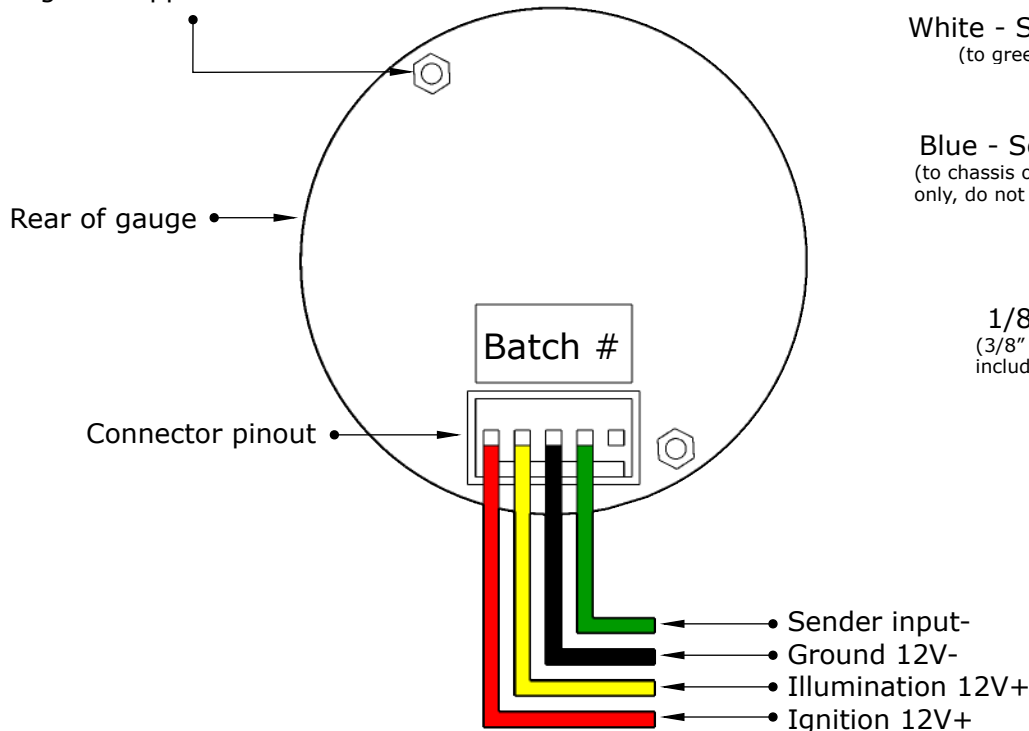 White - S
(to gree
Blue - S
(to chassis
only, do not
Rear of gauge
1/8
(3/8"
includ
Batch #
Connector pinout
Sender input-
Ground 12V-
Illumination 12V+
Ignition 12V+